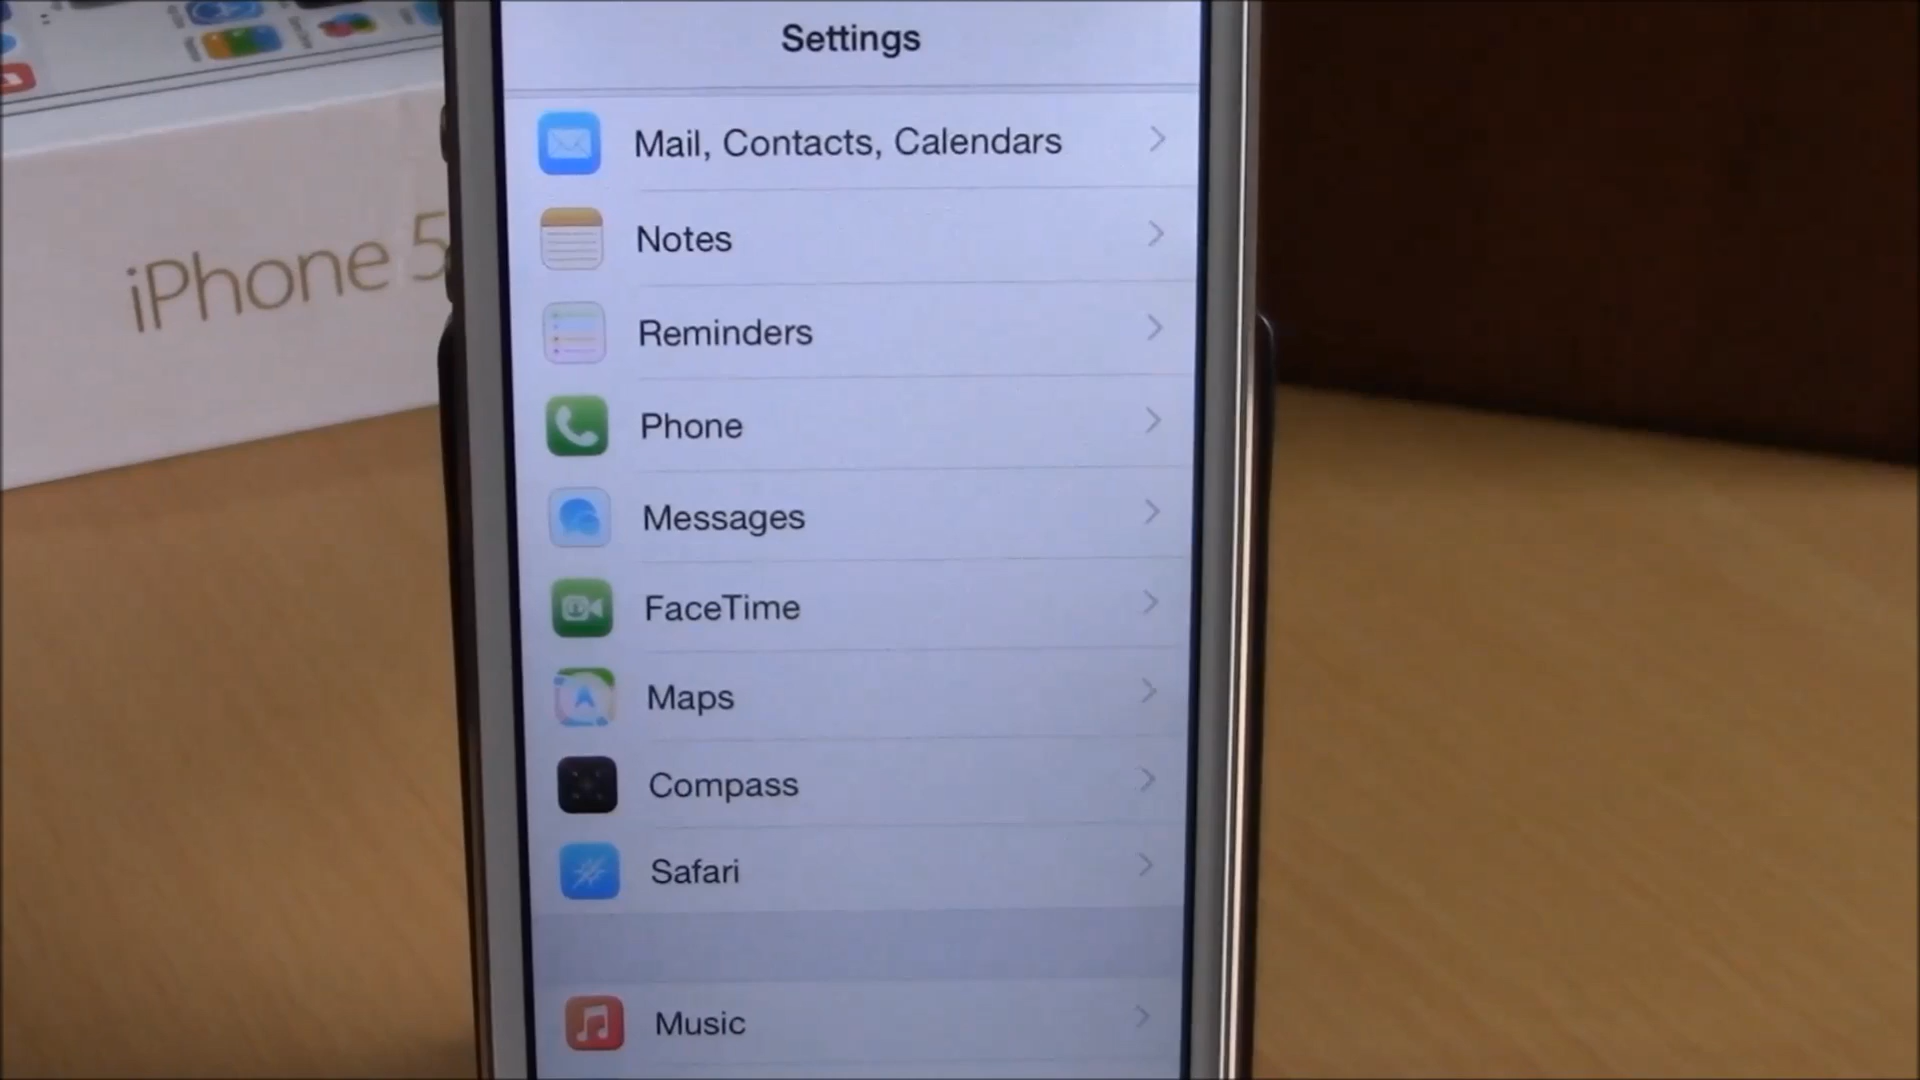 Settings
Mail, Contacts, Calendars
Notes
Reminders
Phone
Messages
FaceTime
Maps
Compass
Safari
Music
iPhone 5